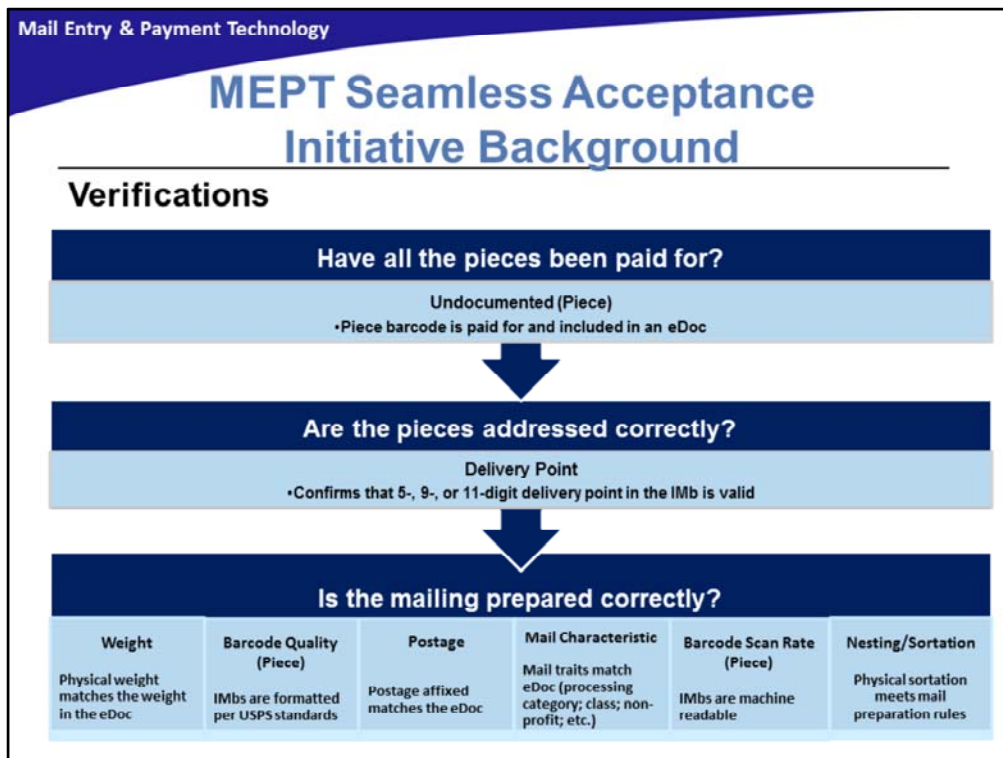 Mail Entry & Payment Technology
MEPT Seamless Acceptance
Initiative Background
Verifications
Have all the pieces been paid for?
Undocumented (Piece)
•Piece barcode is paid for and included in an eDoc
Are the pieces addressed correctly?
Delivery Point
•Confirms that 5-, 9-, or 11-digit delivery point in the IMb is valid
Is the mailing prepared correctly?
Weight
Physical weight
matches the weight
in the eDoc
Barcode Quality
(Piece)
IMbs are formatted
per USPS standards
Postage
Postage affixed
matches the eDoc
Mail Characteristic
Mail traits match
eDoc (processing
category; class; non-
profit; etc.)
Barcode Scan Rate
(Piece)
IMbs are machine
readable
Nesting/Sortation
Physical sortation
meets mail
preparation rules